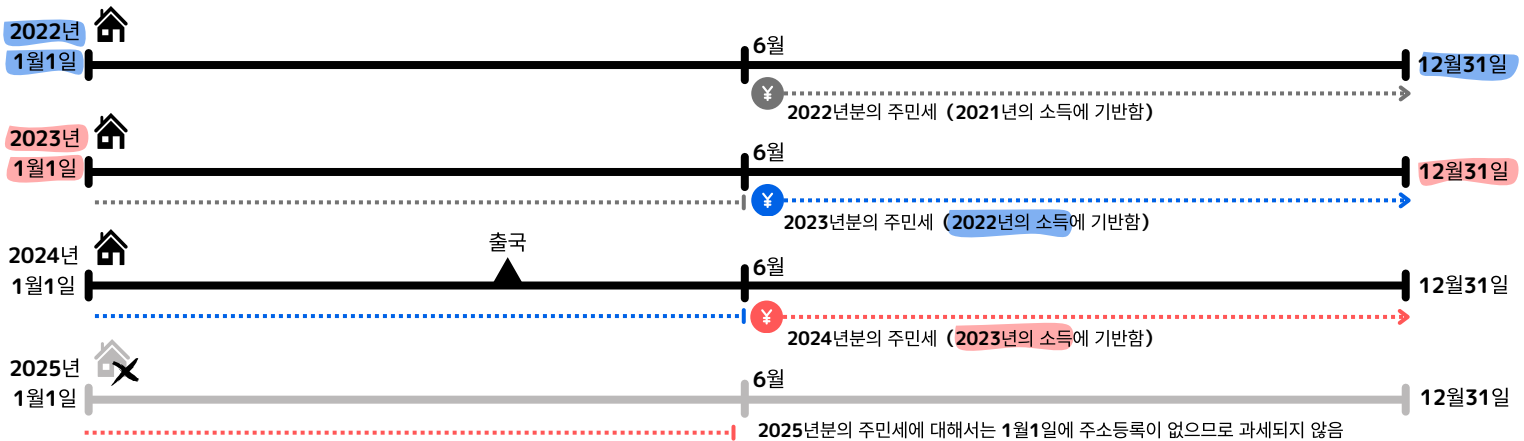 2022년
1월1일
6월
12월31일
¥
2022년분의 주민세 (2021년의 소득에 기반함)
2023년
1월1일
6월
12월31일
¥
2023년분의 주민세 (2022년의 소득에 기반함)
2024년
1월1일
출국
6월
12월31일
¥
2024년분의 주민세 (2023년의 소득에 기반함)
2025년
1월1일
6월
12월31일
2025년분의 주민세에 대해서는 1월1일에 주소등록이 없으므로 과세되지 않음